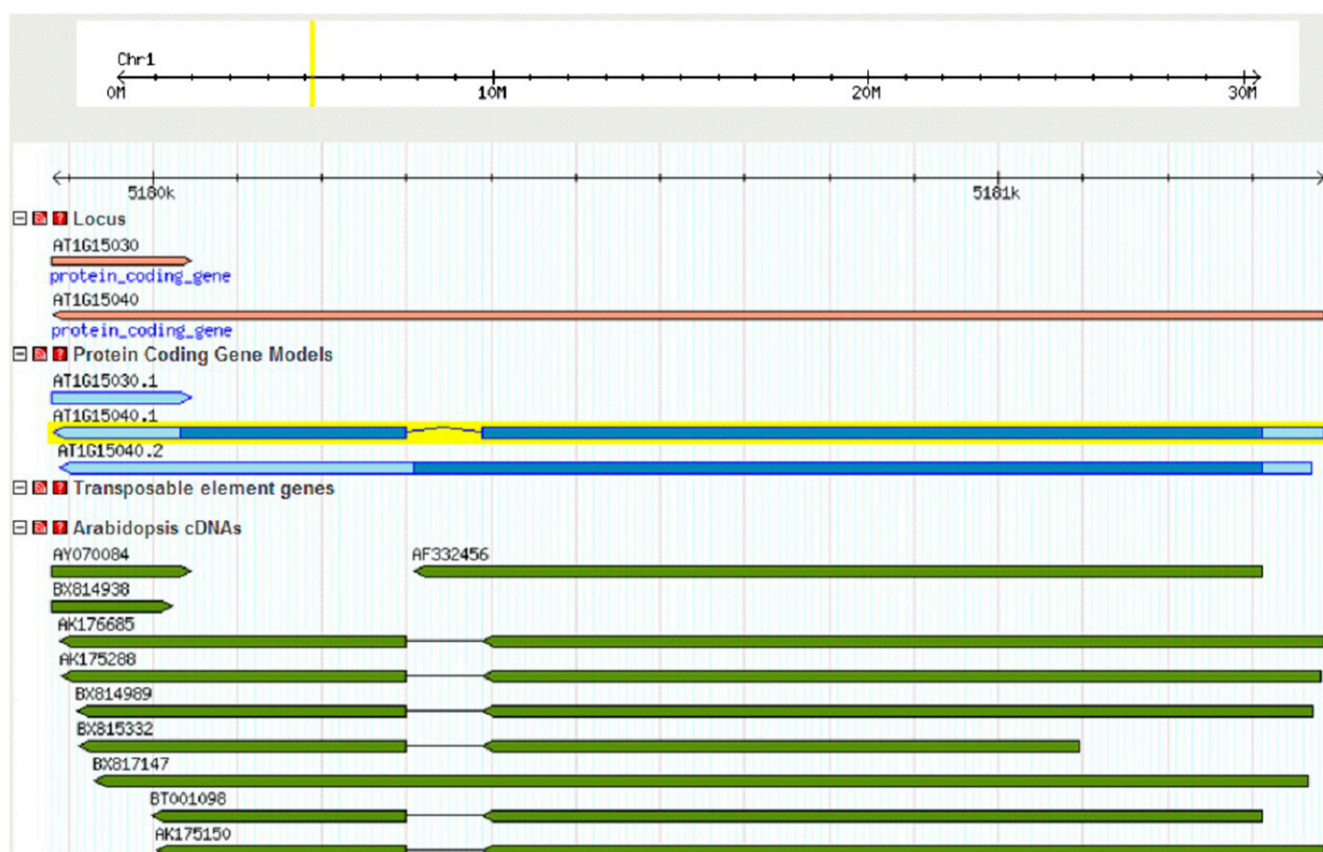 Chr1
0M 10M 20M 30M
5180k 5181k
Locus
AT1G15030
protein_coding_gene
AT1G15040
protein_coding_gene
Protein Coding Gene Models
AT1G15030.1
AT1G15040.1
AT1G15040.2
Transposable element genes
Arabidopsis cDNAs
AY070084 AF332456
BX814938
AK176685
AK175288
BX814989
BX815332
BX817147
BT001098
AK175150